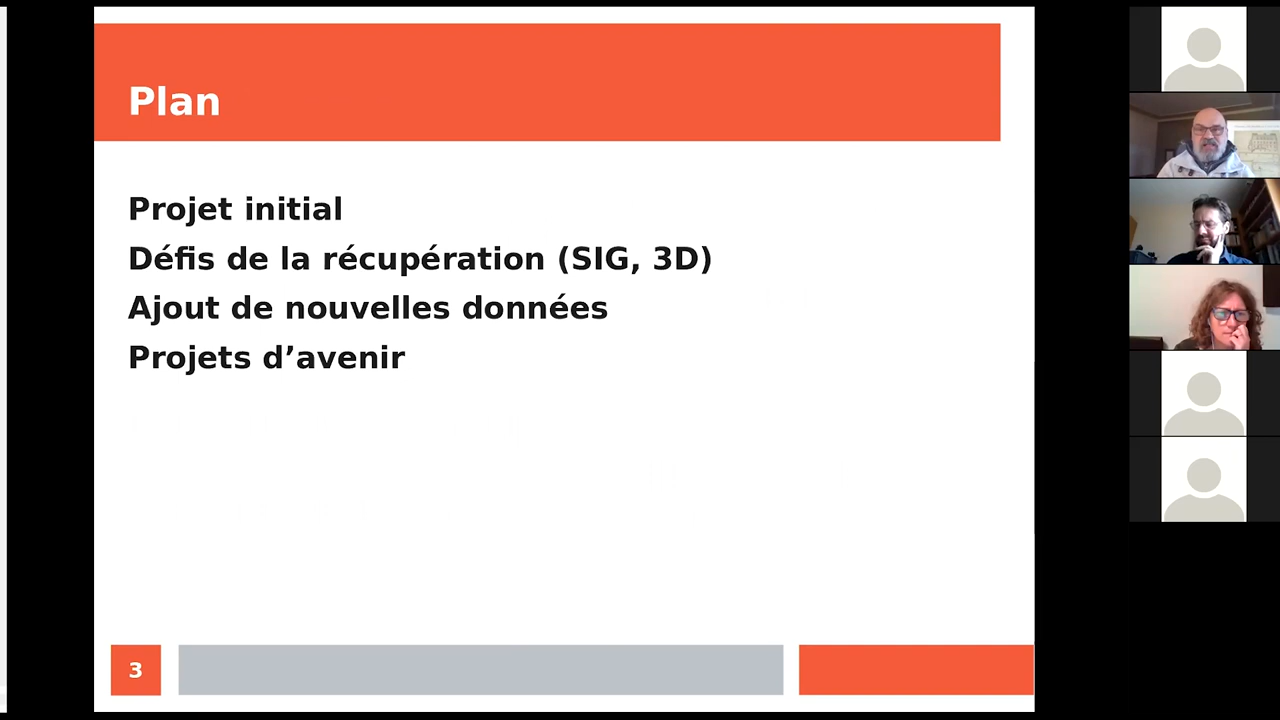 Plan
Projet initial
Défis de la récupération (SIG, 3D)
Ajout de nouvelles données
Projets d’avenir
3